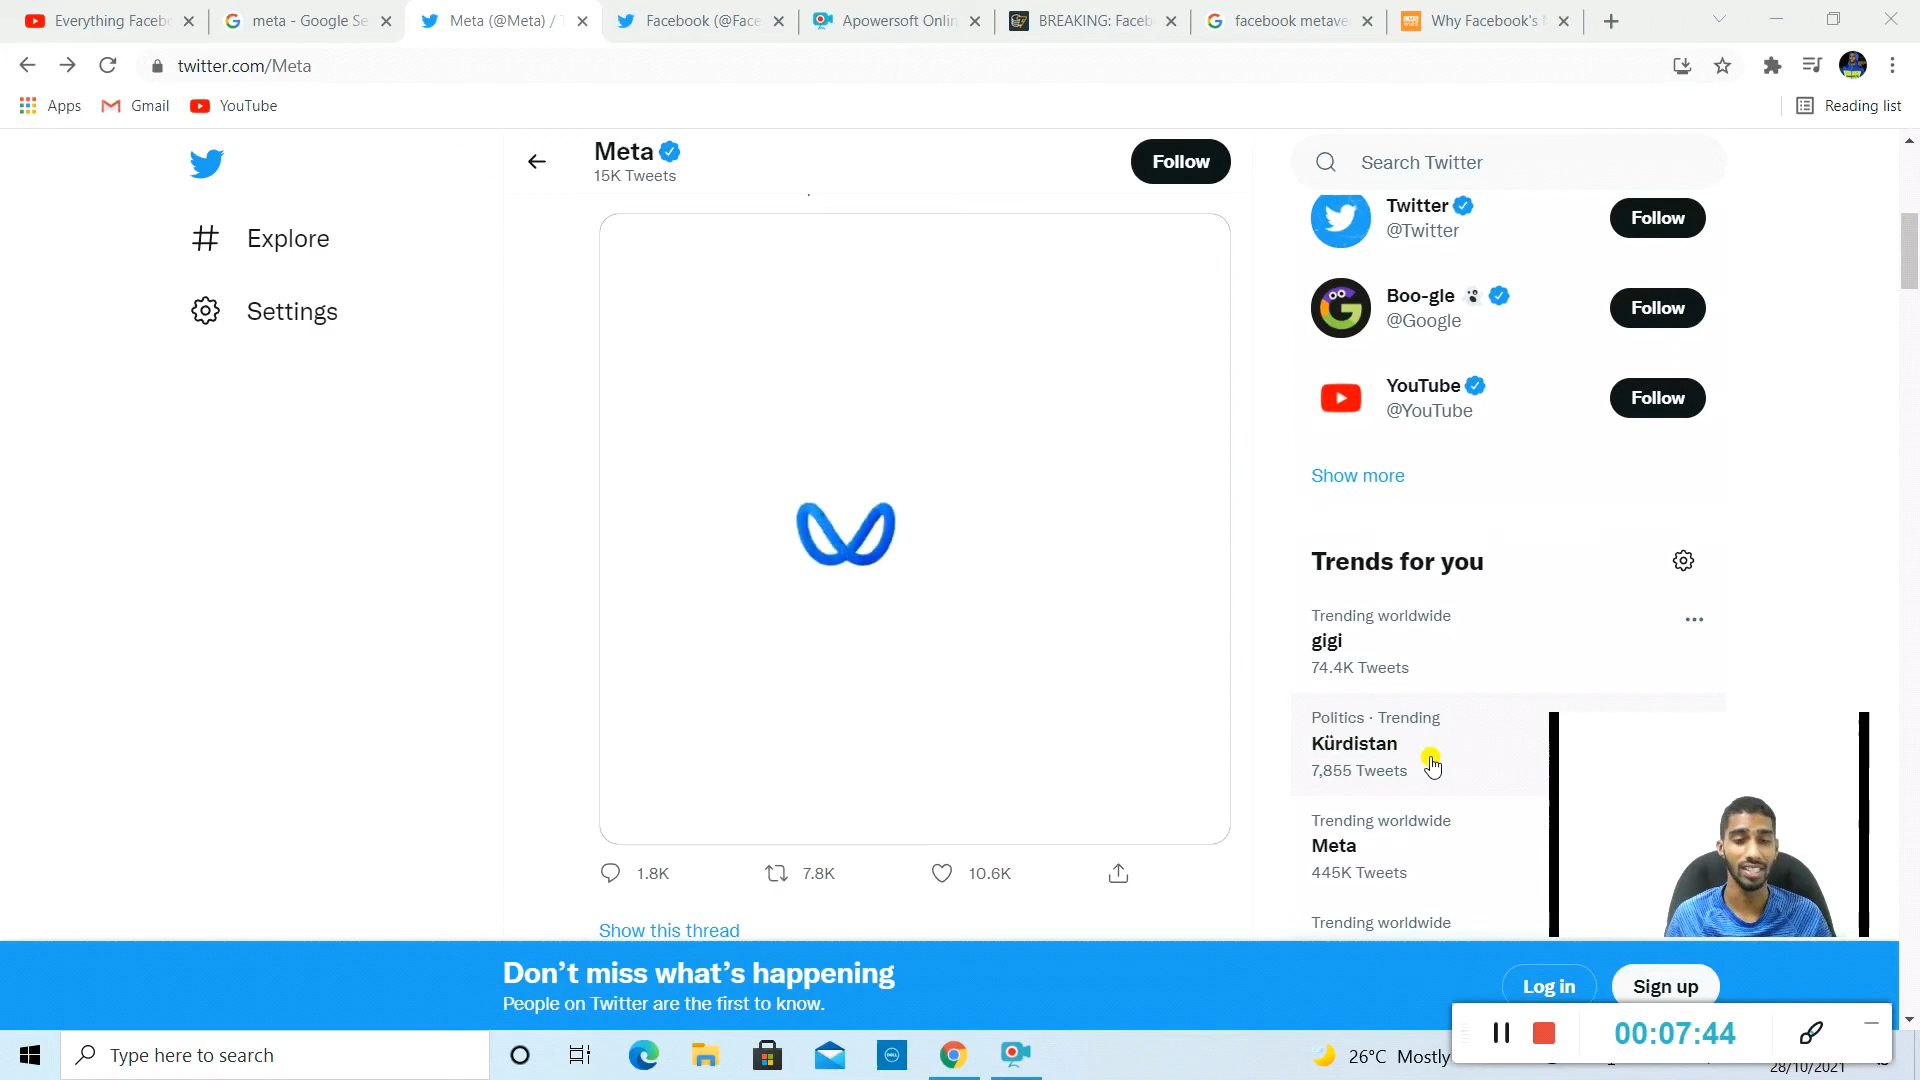 Everything Faceb
meta - Google Se
Meta (@Meta) /
Facebook (@Face
Apowersoft Onlin
BREAKING: Faceb
facebook metave
Why Facebook's
twitter.com/Meta
Apps
Gmail
YouTube
Reading list
Meta
15K Tweets
Follow
Search Twitter
Explore
Settings
Twitter
@Twitter
Follow
Boo-gle
@Google
Follow
YouTube
@YouTube
Follow
Show more
Trends for you
Trending worldwide
gigi
74.4K Tweets
Politics · Trending
Kürdistan
7,855 Tweets
Trending worldwide
Meta
445K Tweets
Trending worldwide
1.8K
7.8K
10.6K
Show this thread
Don't miss what's happening
People on Twitter are the first to know.
Log in
Sign up
00:07:44
Type here to search
26°C Mostly
28/10/2021